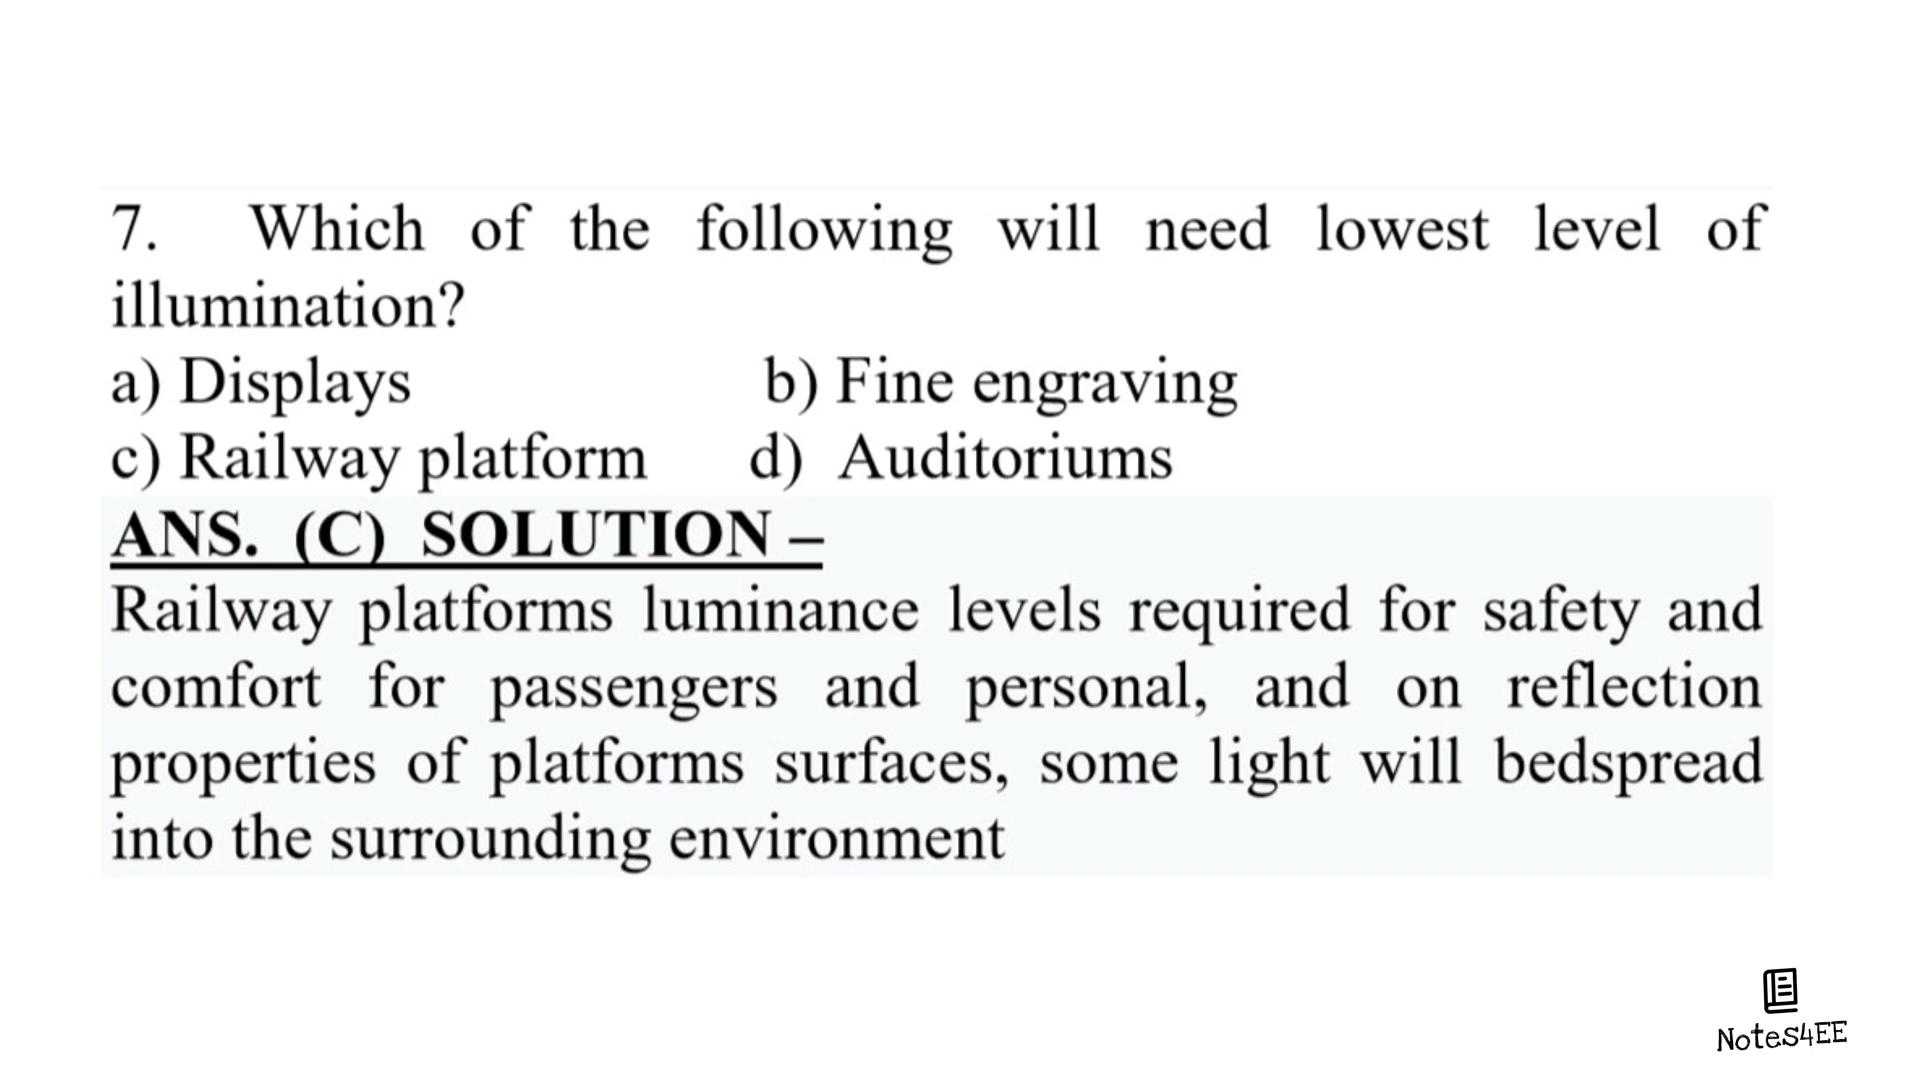 7. Which of the following will need lowest level of
illumination?
a) Displays b) Fine engraving
c) Railway platform d) Auditoriums
ANS. (C) SOLUTION –
Railway platforms luminance levels required for safety and
comfort for passengers and personal, and on reflection
properties of platforms surfaces, some light will bedspread
into the surrounding environment
Notes4EE